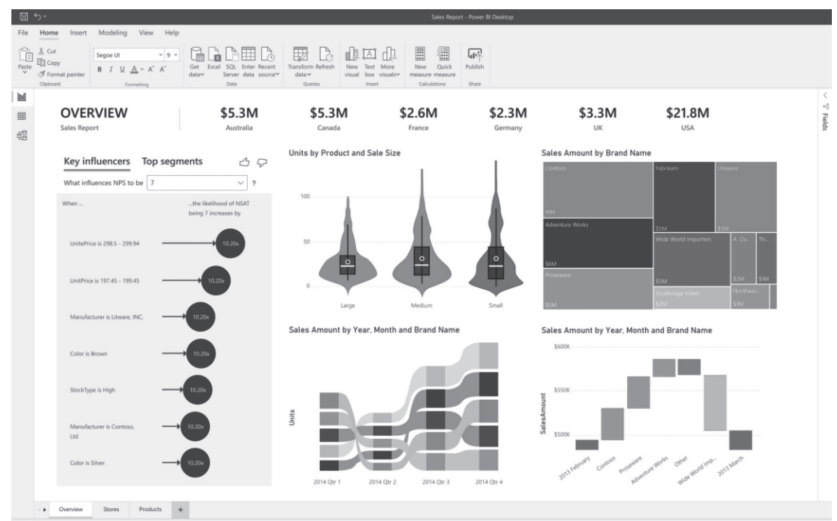 Sales Report - Power BI Desktop
File Home Insert Modeling View Help
Paste
Cut
Copy
Format painter
Clipboard
Segoe UI 9
B I U A
Formatting
Get data
Excel
SQL Server
Enter data
Recent source
Data
Transform data
Refresh
Queries
New visual
Text box
More visuals
Insert
New measure
Quick measure
Calculations
Publish
Share
Fields
OVERVIEW
Sales Report
$5.3M
Australia
$5.3M
Canada
$2.6M
France
$2.3M
Germany
$3.3M
UK
$21.8M
USA
Key influencers Top segments
What influences NPS to be 7 ?
When ...
...the likelihood of NSAT
being 7 increases by
UnitePrice is 298.5 - 299.94
10.20x
UnitPrice is 197.45 - 199.45
10.20x
Manufacturer is Litware, INC.
10.20x
Color is Brown
10.20x
StockType is High
10.20x
Manufacturer is Contoso,
Ltd
10.20x
Color is Silver
10.20x
Units by Product and Sale Size
100
50
0
Large Medium Small
Sales Amount by Brand Name
Contoso
Fabrikam
Litware
Adventure Works
$6M
Wide World Importers
A. Da...
Th...
Proseware
Southridge Video
Northwin...
Sales Amount by Year, Month and Brand Name
Units
2014 Qtr 1 2014 Qtr 2 2014 Qtr 3 2014 Qtr 4
Sales Amount by Year, Month and Brand Name
SalesAmount
$600K
$550K
$500K
2013 February
Contoso
Proseware
Adventure Works
Other
Wide World Imp...
2013 March
Overview Stores Products +